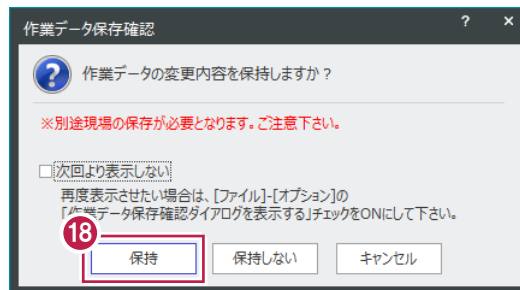 作業データ保存確認
? ×
作業データの変更内容を保持しますか？
※別途現場の保存が必要となります。ご注意下さい。
次回より表示しない
再度表示させたい場合は、[ファイル]-[オプション]の
「作業データ保存確認ダイアログを表示する」チェックをONにして下さい。
18
保持 保持しない キャンセル